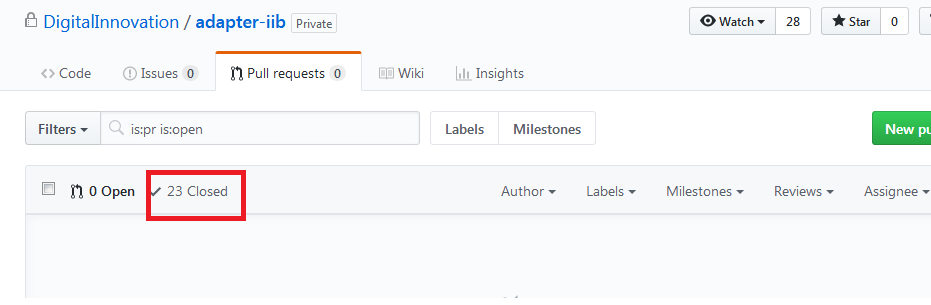 DigitalInnovation / adapter-iib Private Watch 28 Star 0
Code Issues 0 Pull requests 0 Wiki Insights
Filters is:pr is:open Labels Milestones New
0 Open 23 Closed Author Labels Milestones Reviews Assignee